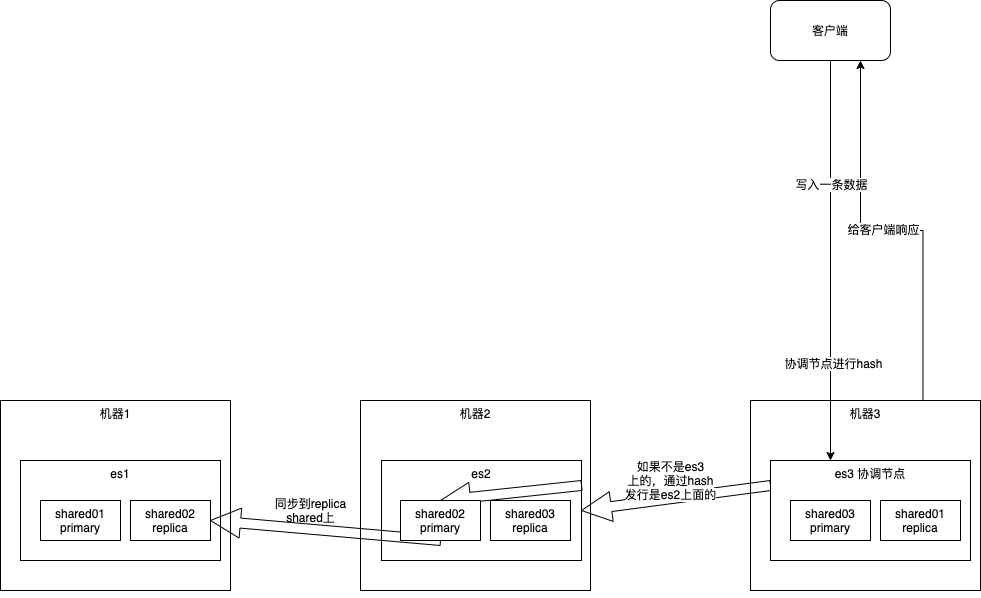 客户端
写入一条数据
给客户端响应
协调节点进行hash
机器1
机器2
机器3
es1
shared01
primary
shared02
replica
同步到replica
shared上
es2
shared02
primary
shared03
replica
如果不是es3
上的，通过hash
发行是es2上面的
es3 协调节点
shared03
primary
shared01
replica